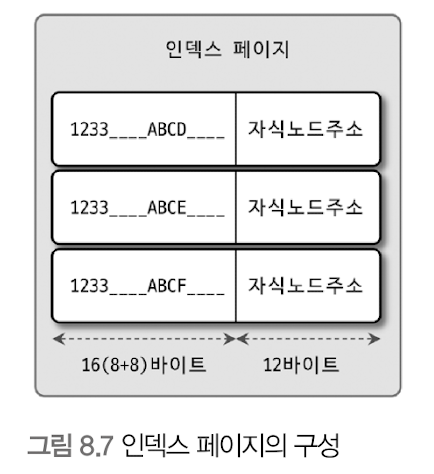 인덱스 페이지
1233____ABCD____ 자식노드주소
1233____ABCE____ 자식노드주소
1233____ABCF____ 자식노드주소
16(8+8)바이트 12바이트
그림 8.7 인덱스 페이지의 구성